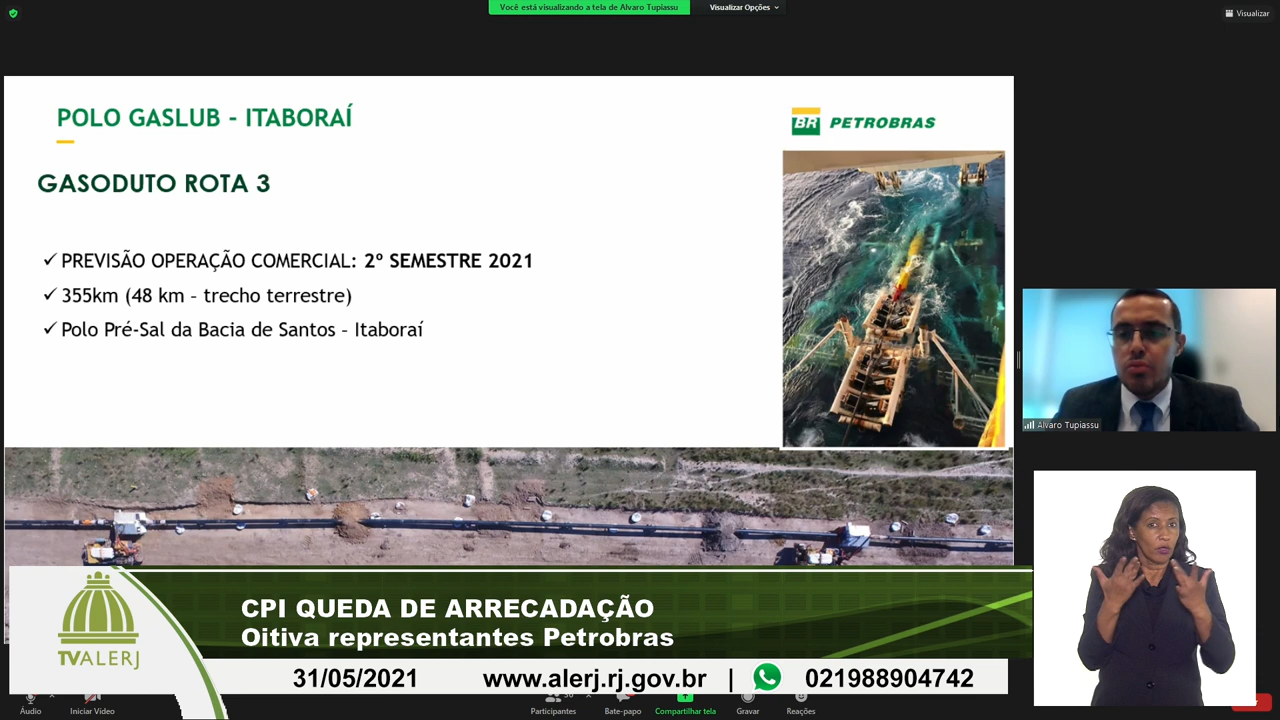 Você está visualizando a tela de Alvaro Tupiassu
Visualizar Opções
Visualizar
POLO GASLUB - ITABORAÍ
BR PETROBRAS
GASODUTO ROTA 3
✓ PREVISÃO OPERAÇÃO COMERCIAL: 2º SEMESTRE 2021
✓ 355km (48 km - trecho terrestre)
✓ Polo Pré-Sal da Bacia de Santos - Itaboraí
Alvaro Tupiassu
CPI QUEDA DE ARRECADAÇÃO
Oitiva representantes Petrobras
TVALERJ
31/05/2021 www.alerj.rj.gov.br | 021988904742
Áudio
Iniciar Vídeo
Participantes
Bate-papo
Compartilhar tela
Gravar
Reações